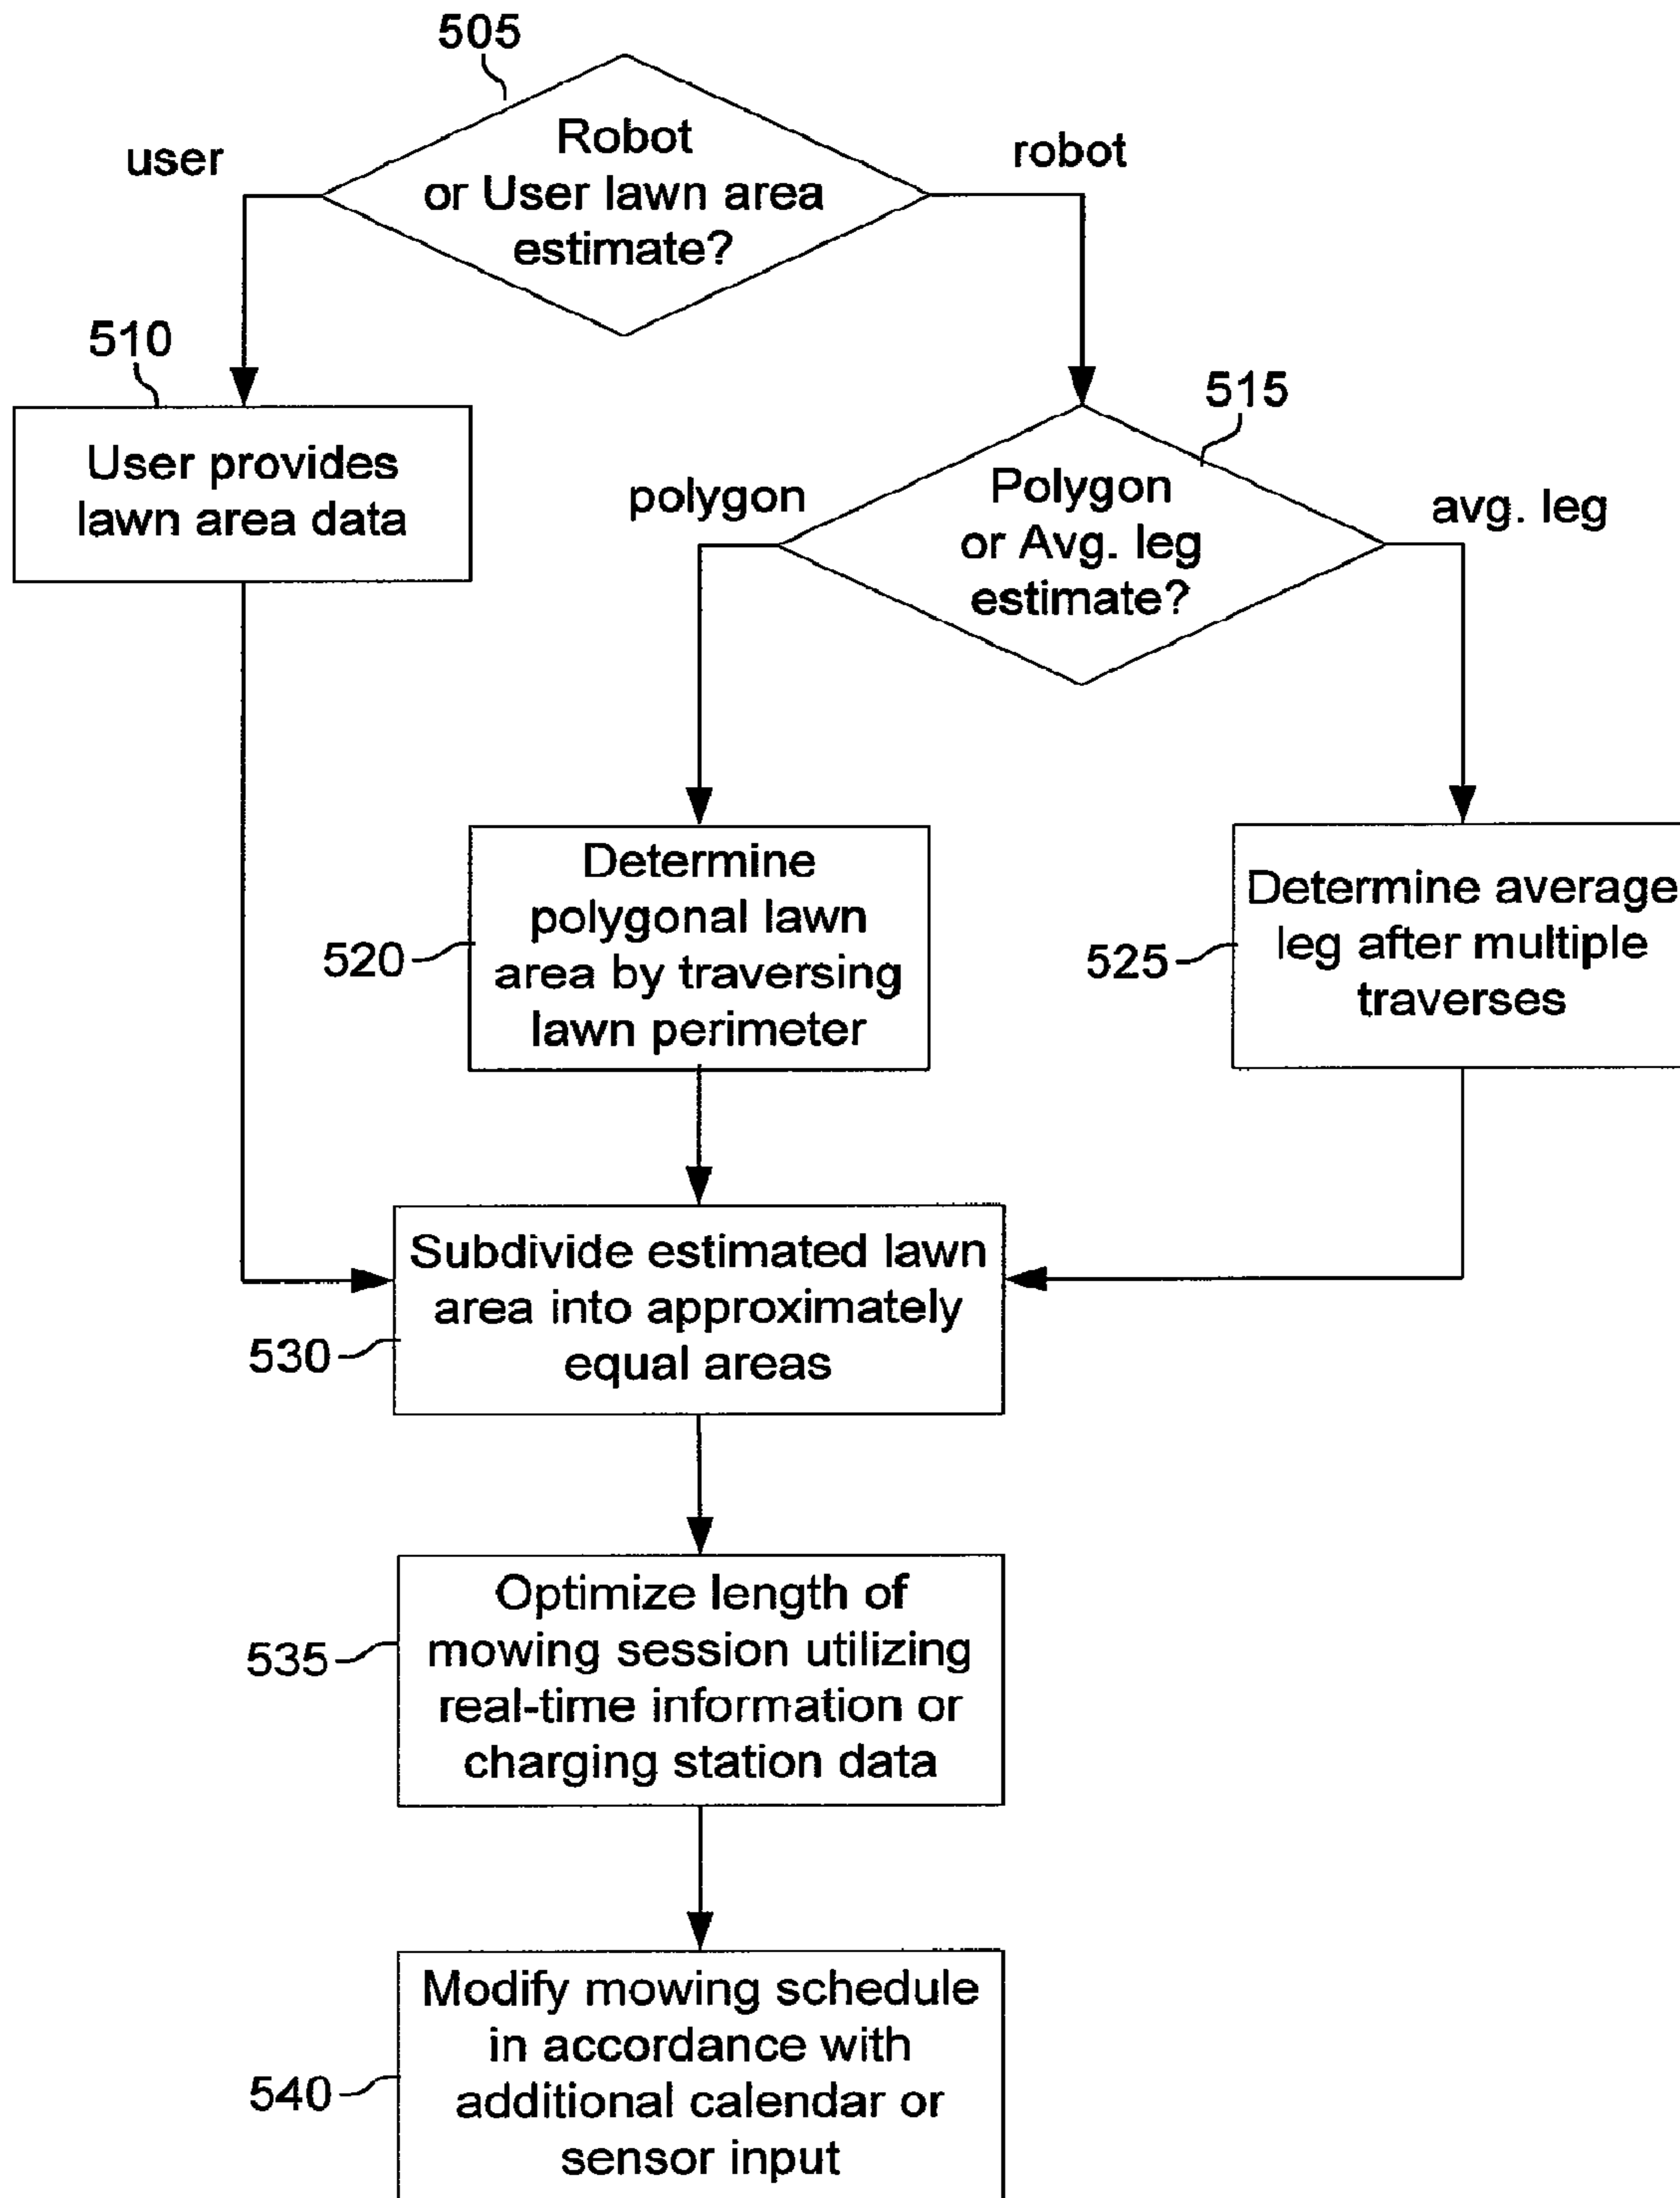 505
Robot
or User lawn area
estimate?
user
robot
510
User provides
lawn area data
515
Polygon
or Avg. leg
estimate?
polygon
avg. leg
520
Determine
polygonal lawn
area by traversing
lawn perimeter
525
Determine average
leg after multiple
traverses
530
Subdivide estimated lawn
area into approximately
equal areas
535
Optimize length of
mowing session utilizing
real-time information or
charging station data
540
Modify mowing schedule
in accordance with
additional calendar or
sensor input